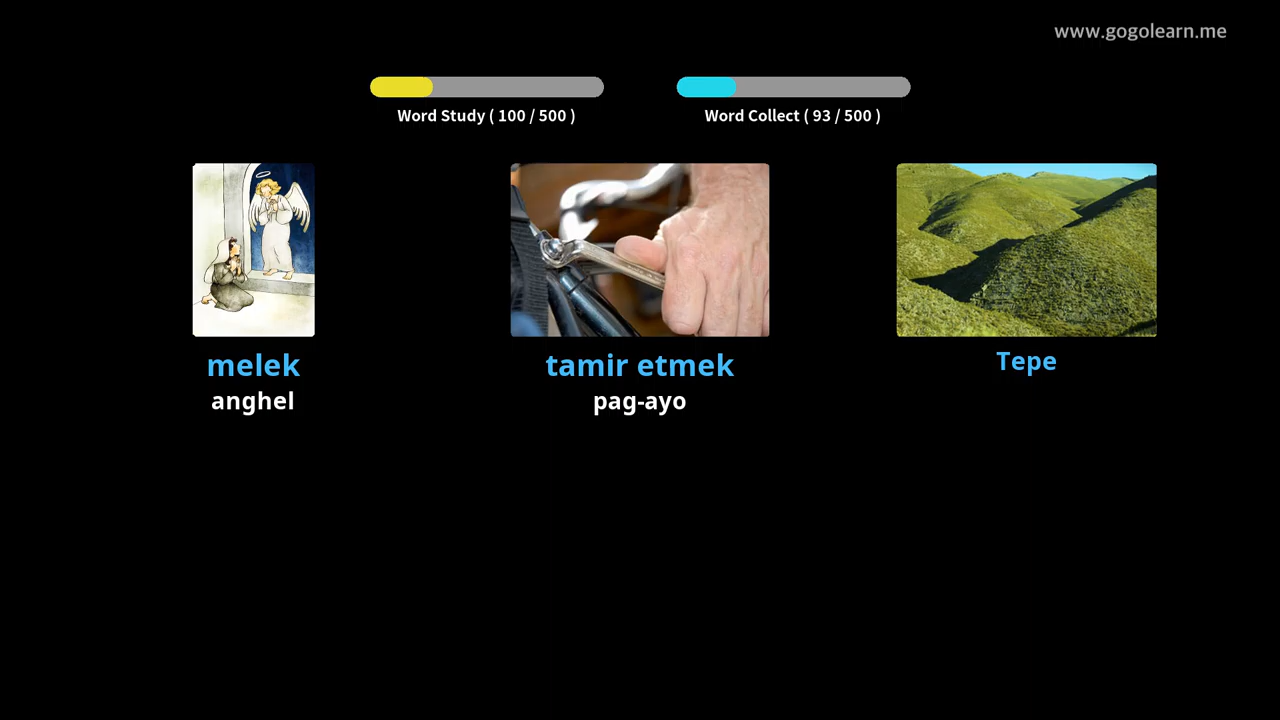 www.gogolearn.me
Word Study ( 100 / 500 )
Word Collect ( 93 / 500 )
melek
anghel
tamir etmek
pag-ayo
Tepe